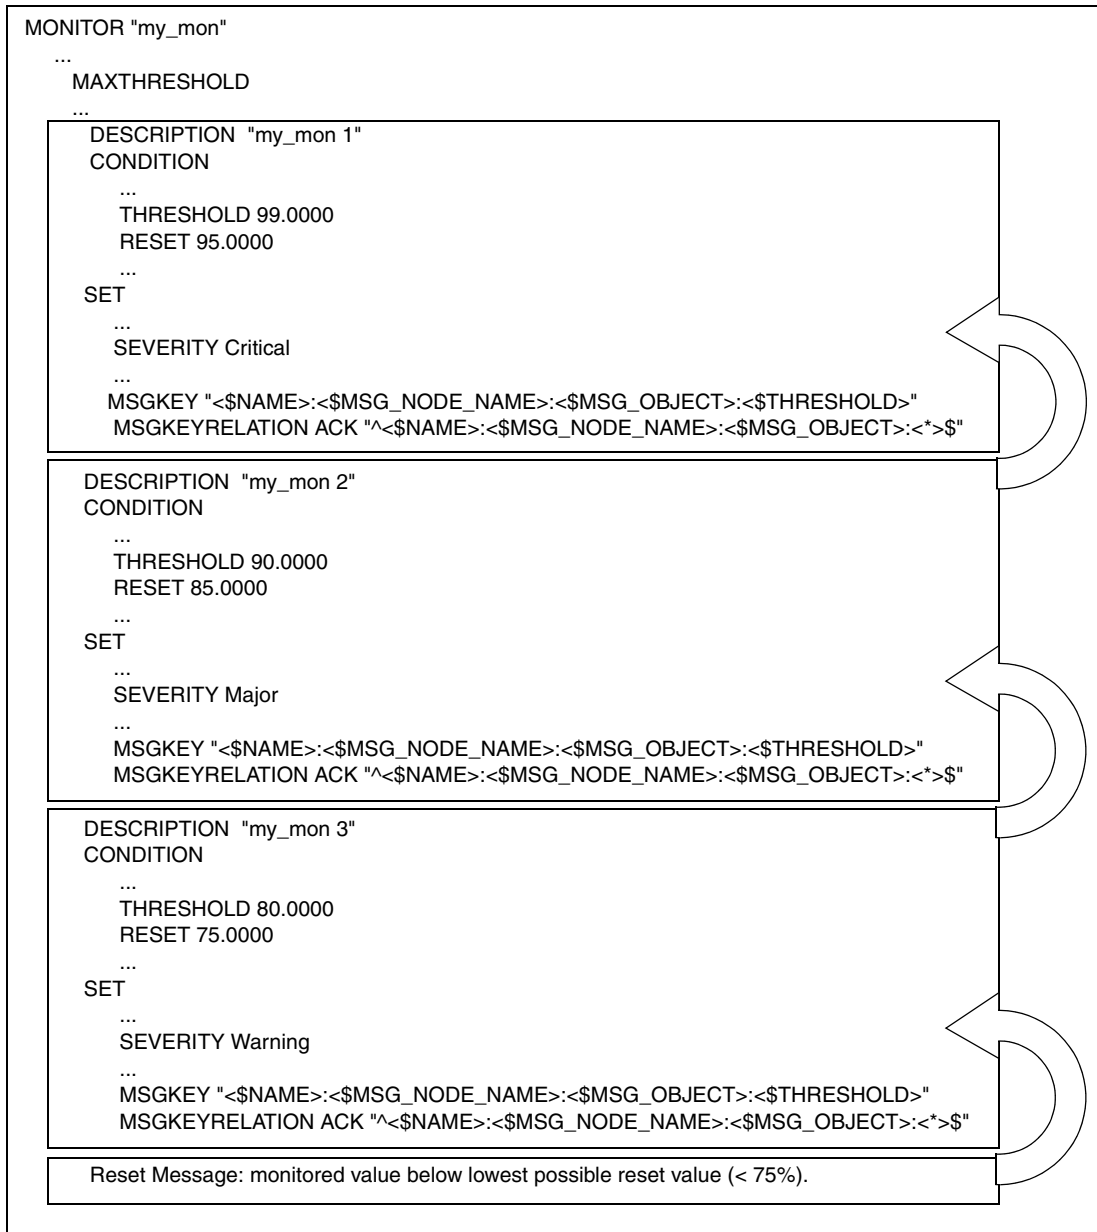 MONITOR "my_mon"
...
MAXTHRESHOLD
...
DESCRIPTION "my_mon 1"
CONDITION
...
THRESHOLD 99.0000
RESET 95.0000
...
SET
...
SEVERITY Critical
...
MSGKEY "<$NAME>:<$MSG_NODE_NAME>:<$MSG_OBJECT>:<$THRESHOLD>"
MSGKEYRELATION ACK "^<$NAME>:<$MSG_NODE_NAME>:<$MSG_OBJECT>:<*>$"
DESCRIPTION "my_mon 2"
CONDITION
...
THRESHOLD 90.0000
RESET 85.0000
...
SET
...
SEVERITY Major
...
MSGKEY "<$NAME>:<$MSG_NODE_NAME>:<$MSG_OBJECT>:<$THRESHOLD>"
MSGKEYRELATION ACK "^<$NAME>:<$MSG_NODE_NAME>:<$MSG_OBJECT>:<*>$"
DESCRIPTION "my_mon 3"
CONDITION
...
THRESHOLD 80.0000
RESET 75.0000
...
SET
...
SEVERITY Warning
...
MSGKEY "<$NAME>:<$MSG_NODE_NAME>:<$MSG_OBJECT>:<$THRESHOLD>"
MSGKEYRELATION ACK "^<$NAME>:<$MSG_NODE_NAME>:<$MSG_OBJECT>:<*>$"
Reset Message: monitored value below lowest possible reset value (< 75%).